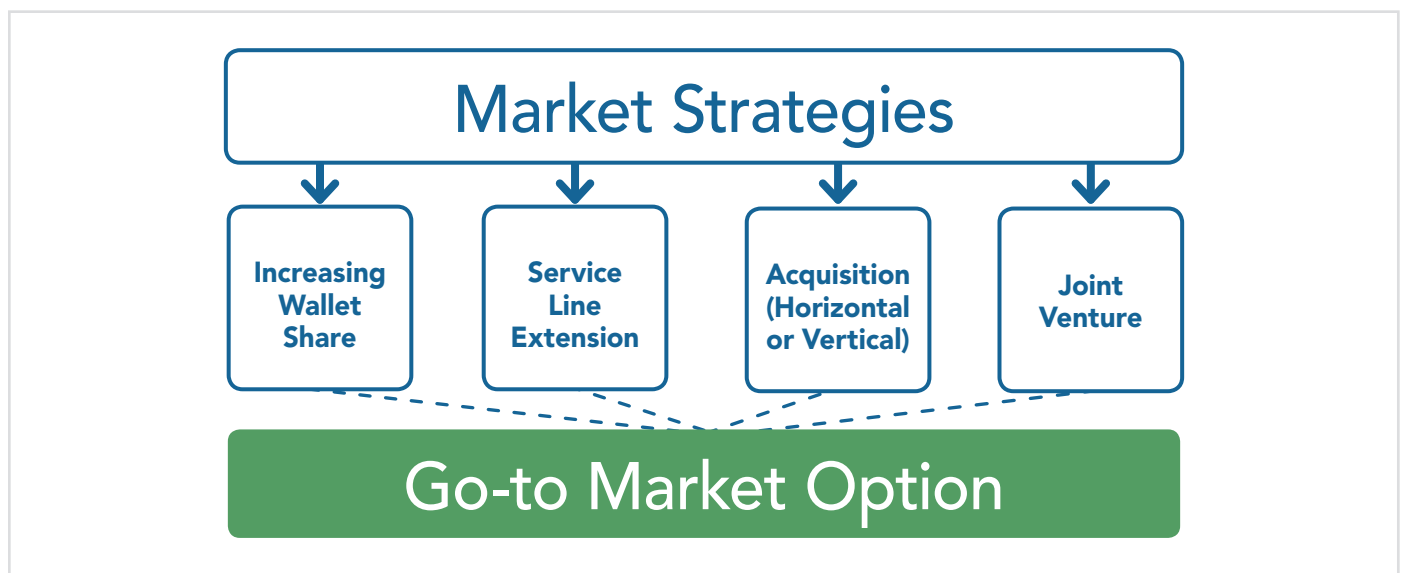 Market Strategies
Increasing
Wallet
Share
Service
Line
Extension
Acquisition
(Horizontal
or Vertical)
Joint
Venture
Go-to Market Option